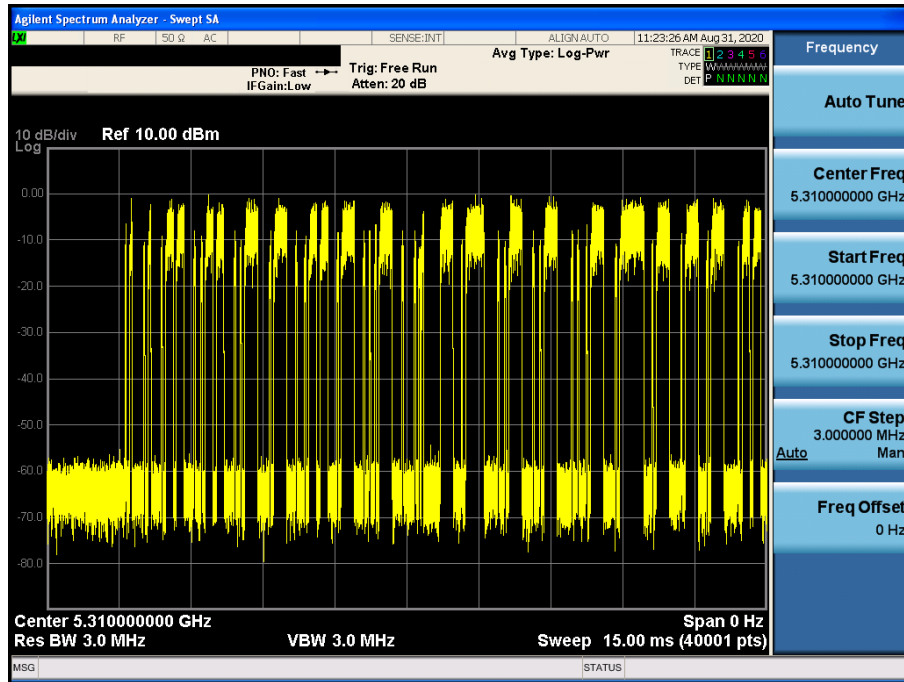 Agilent Spectrum Analyzer - Swept SA
LXI RF 50 Ω AC SENSE:INT ALIGN AUTO 11:23:26 AM Aug 31, 2020
Frequency
Avg Type: Log-Pwr
TRACE 1 2 3 4 5 6
PNO: Fast Trig: Free Run
TYPE WWWWWW
IFGain:Low Atten: 20 dB
DET P N N N N N
Auto Tune
10 dB/div Ref 10.00 dBm
Log
0.00
-10.0
-20.0
-30.0
-40.0
-50.0
-60.0
-70.0
-80.0
Center Freq
5.310000000 GHz
Start Freq
5.310000000 GHz
Stop Freq
5.310000000 GHz
CF Step
3.000000 MHz
Auto Man
Freq Offset
0 Hz
Center 5.310000000 GHz Span 0 Hz
Res BW 3.0 MHz VBW 3.0 MHz Sweep 15.00 ms (40001 pts)
MSG STATUS